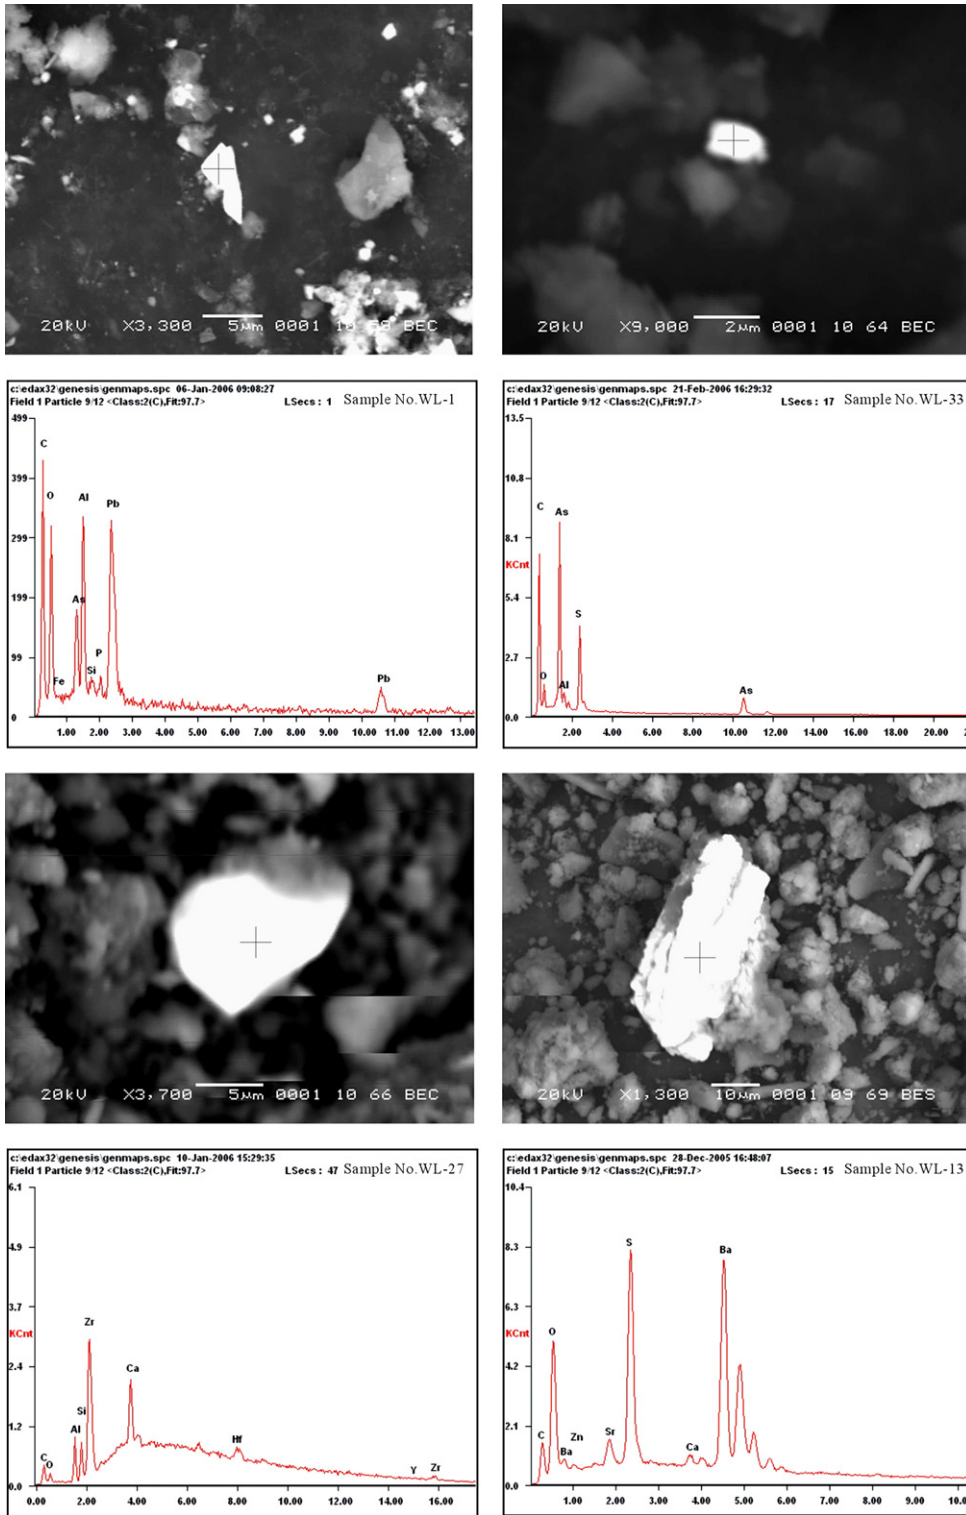 20kV X3,300 5µm 0001 10 59 BEC
20kV X9,000 2µm 0001 10 64 BEC
c:\edax32\genesis\genmaps.spc 06-Jan-2006 09:08:27
Field 1 Particle 9/12 <Class:2(C),Fit:97.7> LSecs : 1 Sample No.WL-1
499
399
299
199
99
0
C
O
Fe
As
Al
Si
P
Pb
Pb
1.00 2.00 3.00 4.00 5.00 6.00 7.00 8.00 9.00 10.00 11.00 12.00 13.00
c:\edax32\genesis\genmaps.spc 21-Feb-2006 16:29:32
Field 1 Particle 9/12 <Class:2(C),Fit:97.7> LSecs : 17 Sample No.WL-33
13.5
10.8
8.1
KCnt
5.4
2.7
0.0
C
O
As
Al
S
As
2.00 4.00 6.00 8.00 10.00 12.00 14.00 16.00 18.00 20.00
20kV X3,700 5µm 0001 10 66 BEC
20kV X1,300 10µm 0001 09 69 BES
c:\edax32\genesis\genmaps.spc 10-Jan-2006 15:29:35
Field 1 Particle 9/12 <Class:2(C),Fit:97.7> LSecs : 47 Sample No.WL-27
6.1
4.9
3.7
KCnt
2.4
1.2
0.0
C
O
Al
Si
Zr
Ca
Hf
Y
Zr
0.00 2.00 4.00 6.00 8.00 10.00 12.00 14.00 16.00
c:\edax32\genesis\genmaps.spc 28-Dec-2005 16:48:07
Field 1 Particle 9/12 <Class:2(C),Fit:97.7> LSecs : 15 Sample No.WL-13
10.4
8.3
6.3
KCnt
4.2
2.1
0.0
C
O
Ba
Zn
Sr
S
Ca
Ba
1.00 2.00 3.00 4.00 5.00 6.00 7.00 8.00 9.00